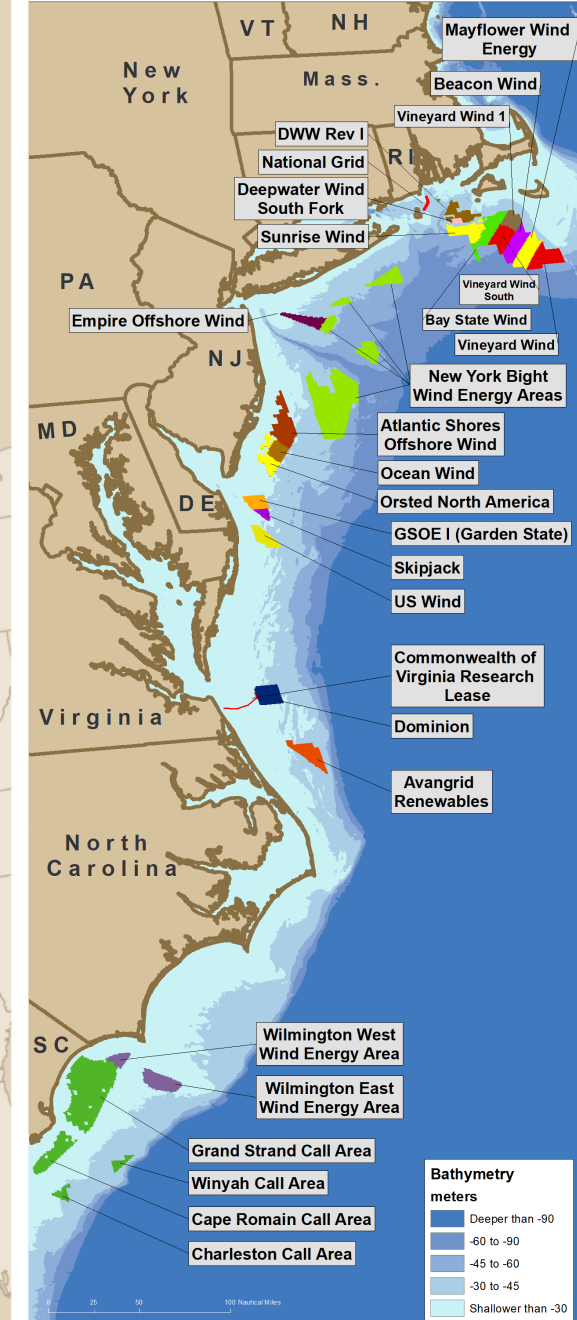 VT
NH
Mayflower Wind
Energy
New
York
Mass.
Beacon Wind
Vineyard Wind 1
DWW Rev I
RI
National Grid
Deepwater Wind
South Fork
Sunrise Wind
PA
Vineyard Wind
South
Bay State Wind
Empire Offshore Wind
Vineyard Wind
NJ
New York Bight
Wind Energy Areas
MD
Atlantic Shores
Offshore Wind
Ocean Wind
DE
Orsted North America
GSOE I (Garden State)
Skipjack
US Wind
Commonwealth of
Virginia Research
Lease
Virginia
Dominion
Avangrid
Renewables
North
Carolina
SC
Wilmington West
Wind Energy Area
Wilmington East
Wind Energy Area
Grand Strand Call Area
Winyah Call Area
Cape Romain Call Area
Charleston Call Area
Bathymetry
meters
Deeper than -90
-60 to -90
-45 to -60
-30 to -45
Shallower than -30
0 25 50 100 Nautical Miles